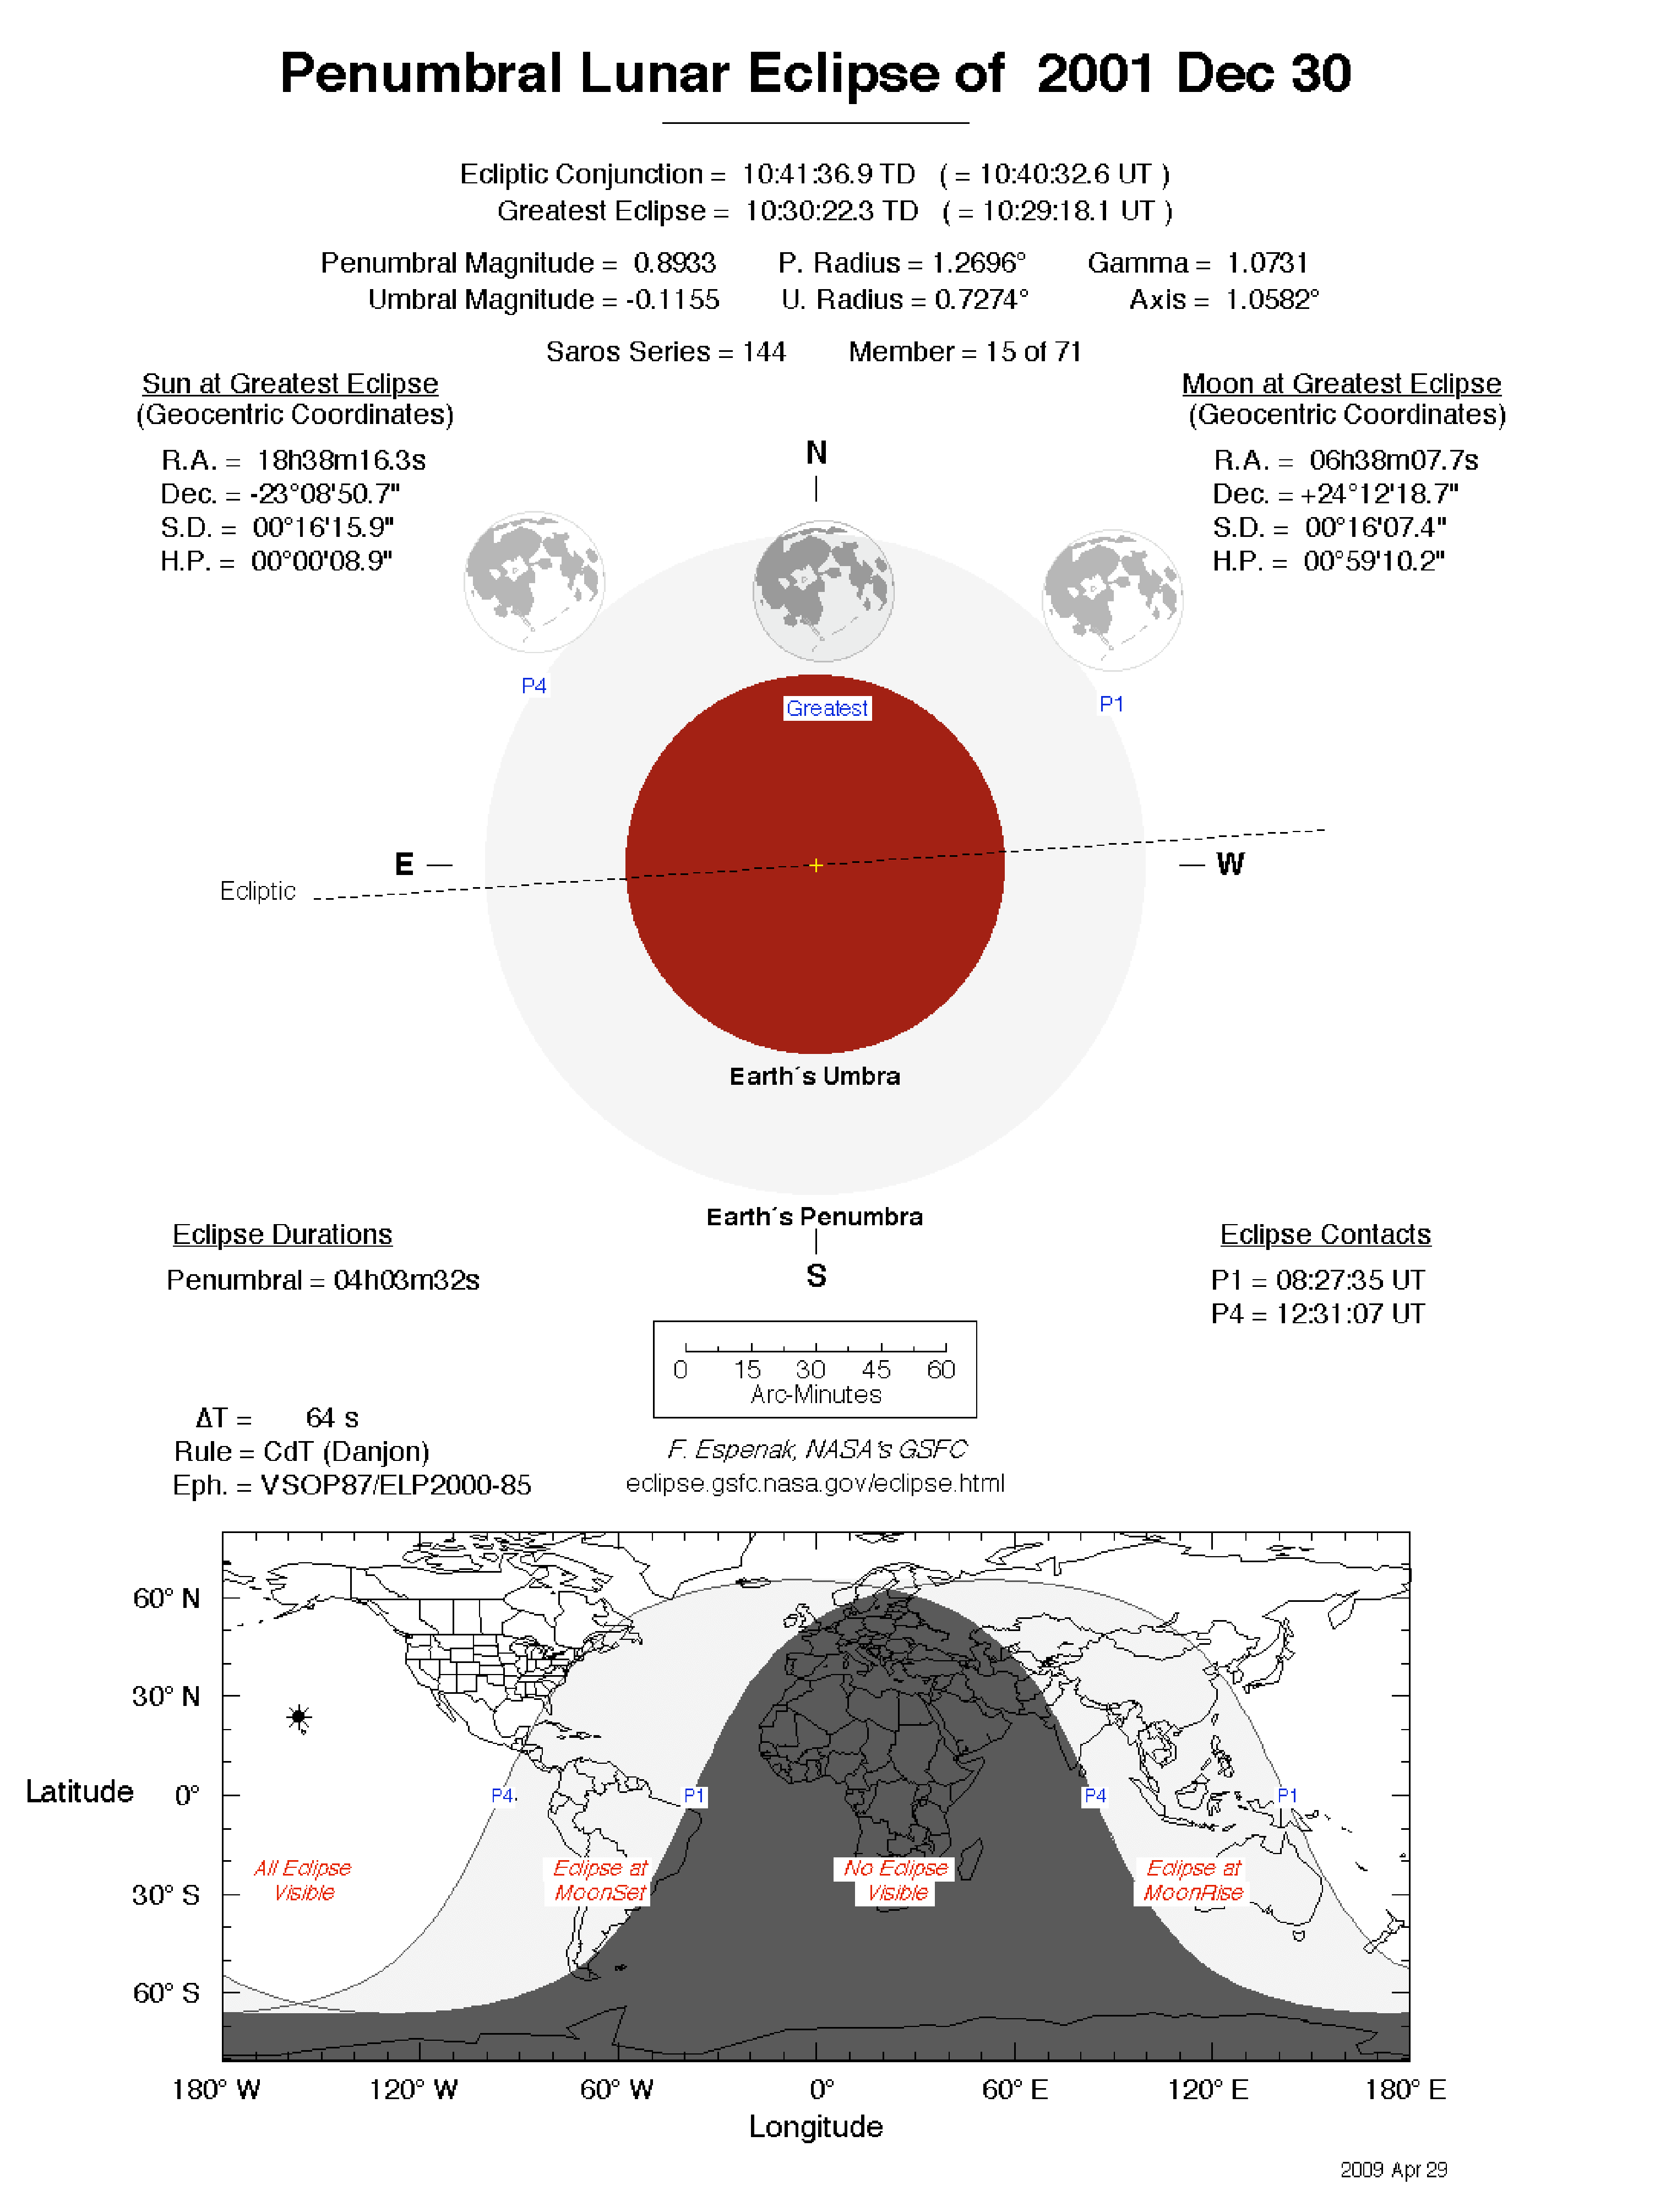 Penumbral Lunar Eclipse of 2001 Dec 30
Ecliptic Conjunction = 10:41:36.9 TD ( = 10:40:32.6 UT )
Greatest Eclipse = 10:30:22.3 TD ( = 10:29:18.1 UT )
Penumbral Magnitude = 0.8933 P. Radius = 1.2696° Gamma = 1.0731
Umbral Magnitude = -0.1155 U. Radius = 0.7274° Axis = 1.0582°
Saros Series = 144 Member = 15 of 71
Sun at Greatest Eclipse
(Geocentric Coordinates)
R.A. = 18h38m16.3s
Dec. = -23°08'50.7"
S.D. = 00°16'15.9"
H.P. = 00°00'08.9"
Moon at Greatest Eclipse
(Geocentric Coordinates)
R.A. = 06h38m07.7s
Dec. = +24°12'18.7"
S.D. = 00°16'07.4"
H.P. = 00°59'10.2"
N
P4
Greatest
P1
E
W
Ecliptic
Earth´s Umbra
Earth´s Penumbra
S
Eclipse Durations
Penumbral = 04h03m32s
Eclipse Contacts
P1 = 08:27:35 UT
P4 = 12:31:07 UT
0 15 30 45 60
Arc-Minutes
ΔT = 64 s
Rule = CdT (Danjon)
Eph. = VSOP87/ELP2000-85
F. Espenak, NASA's GSFC
eclipse.gsfc.nasa.gov/eclipse.html
60° N
30° N
Latitude 0°
30° S
60° S
P4 P1 P4 P1
All Eclipse
Visible
Eclipse at
MoonSet
No Eclipse
Visible
Eclipse at
MoonRise
180° W 120° W 60° W 0° 60° E 120° E 180° E
Longitude
2009 Apr 29